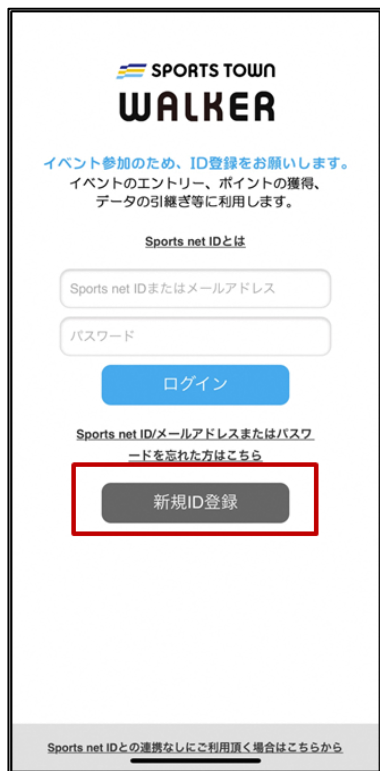 SPORTS TOWN
WALKER
イベント参加のため、ID登録をお願いします。
イベントのエントリー、ポイントの獲得、
データの引継ぎ等に利用します。
Sports net IDとは
Sports net IDまたはメールアドレス
パスワード
ログイン
Sports net ID/メールアドレスまたはパスワ
ードを忘れた方はこちら
新規ID登録
Sports net IDとの連携なしにご利用頂く場合はこちらから